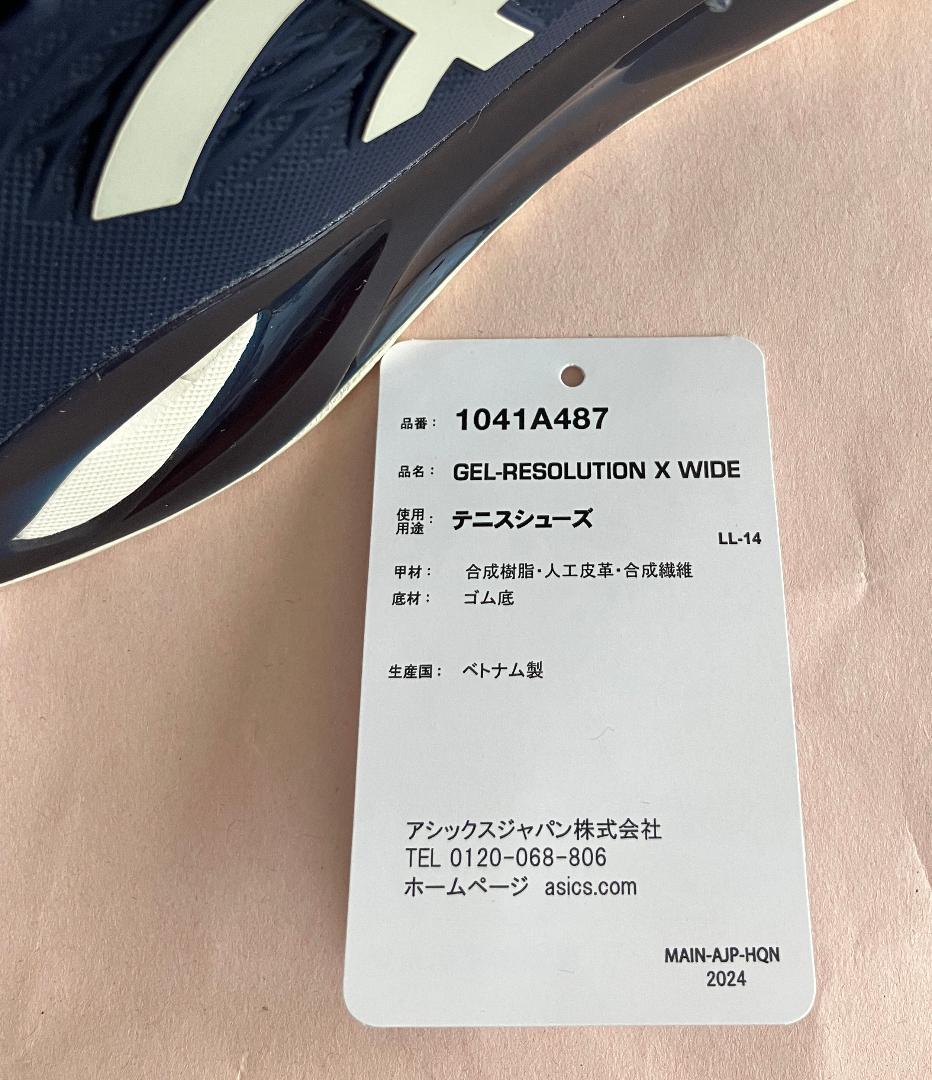 品番： 1041A487
品名： GEL-RESOLUTION X WIDE
使用用途： テニスシューズ
LL-14
甲材： 合成樹脂・人工皮革・合成繊維
底材： ゴム底
生産国： ベトナム製
アシックスジャパン株式会社
TEL 0120-068-806
ホームページ asics.com
MAIN-AJP-HQN
2024